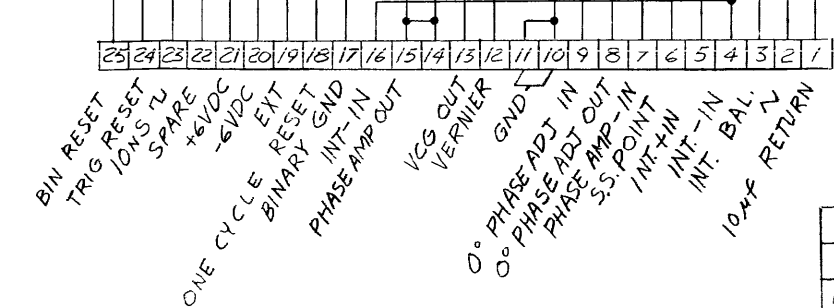 25 24 23 22 21 20 19 18 17 16 15 14 13 12 11 10 9 8 7 6 5 4 3 2 1
BIN RESET
TRIG RESET
10NS ⊓⊔
SPARE
+6VDC
-6VDC
EXT
ONE CYCLE RESET
BINARY GND
INT-IN
PHASE AMP OUT
VCG OUT
VERNIER
GND
0° PHASE ADJ IN
0° PHASE ADJ OUT
PHASE AMP-IN
S.S. POINT
INT.+IN
INT.-IN
INT. BAL.
~
10μf RETURN